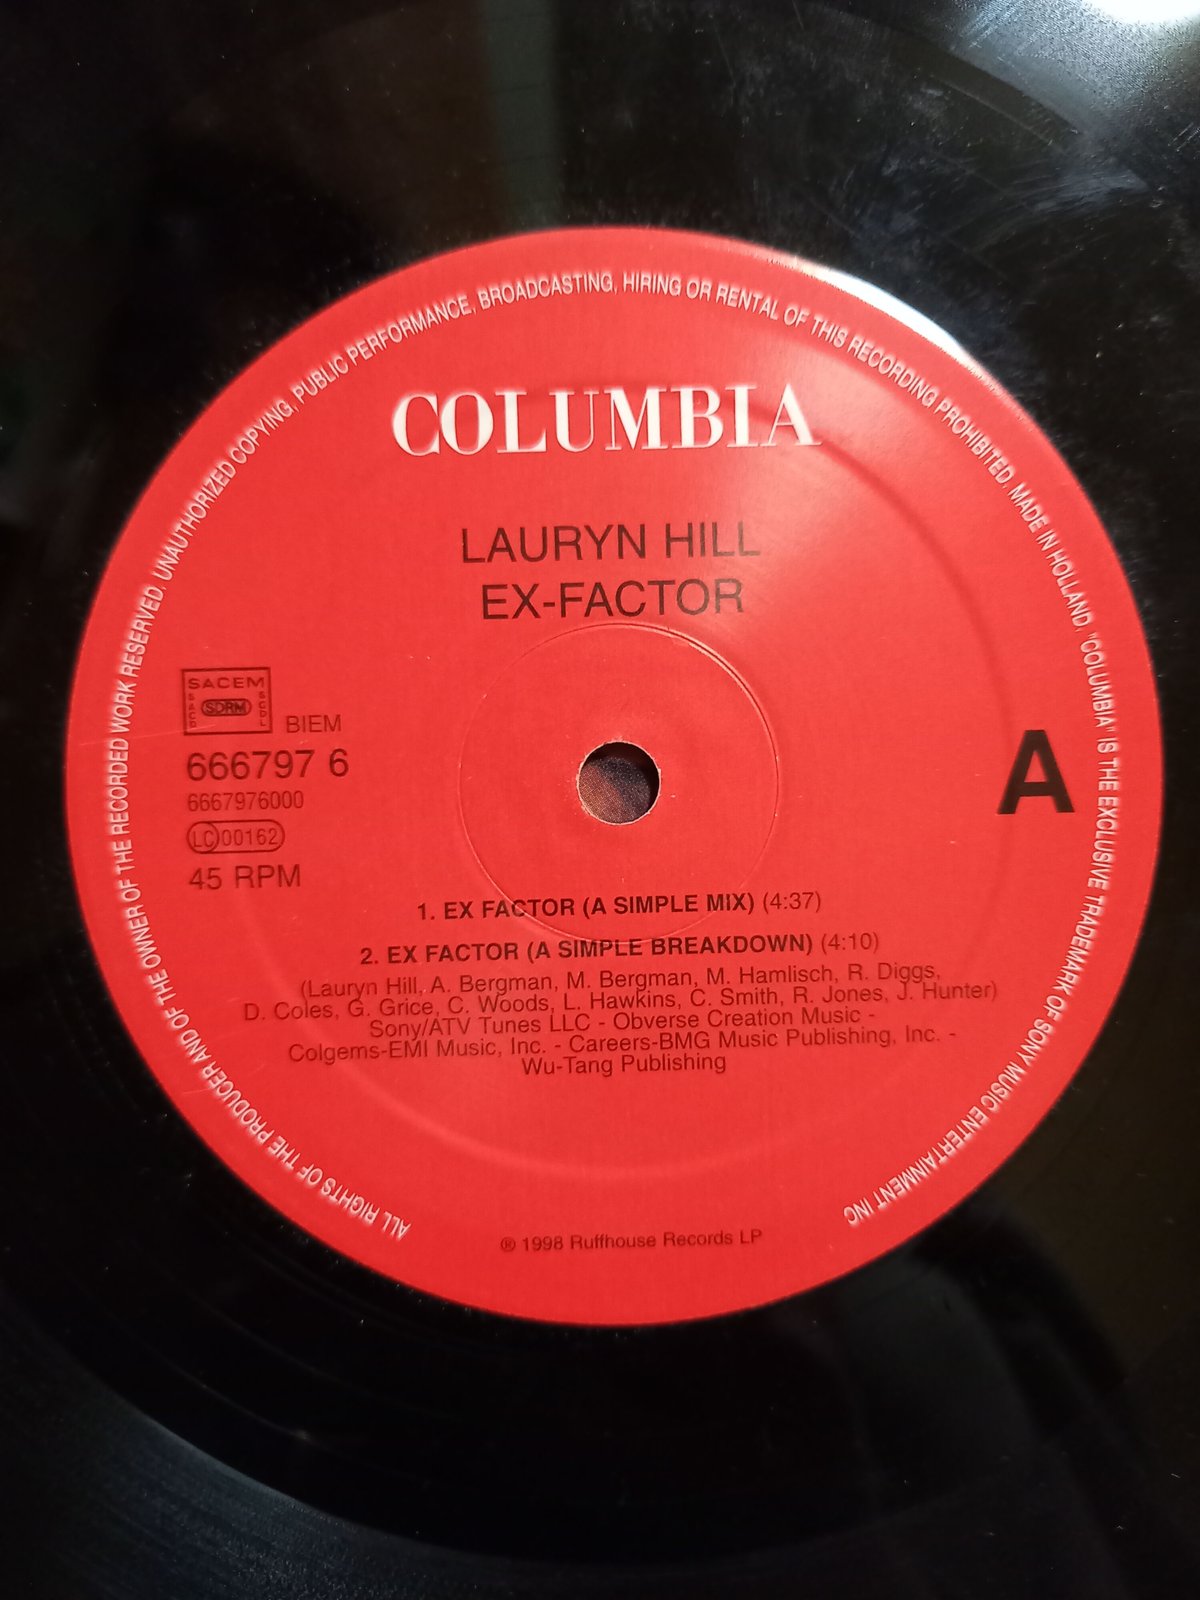 ALL RIGHTS OF THE PRODUCER AND OF THE OWNER OF THE RECORDED WORK RESERVED. UNAUTHORIZED COPYING, PUBLIC PERFORMANCE, BROADCASTING, HIRING OR RENTAL OF THIS RECORDING PROHIBITED. MADE IN HOLLAND. "COLUMBIA" IS THE EXCLUSIVE TRADEMARK OF SONY MUSIC ENTERTAINMENT INC
COLUMBIA
LAURYN HILL
EX-FACTOR
SACEM
SACD
SDRM
SGDL
BIEM
666797 6
6667976000
LC 00162
45 RPM
A
1. EX FACTOR (A SIMPLE MIX) (4:37)
2. EX FACTOR (A SIMPLE BREAKDOWN) (4:10)
(Lauryn Hill, A. Bergman, M. Bergman, M. Hamlisch, R. Diggs,
D. Coles, G. Grice, C. Woods, L. Hawkins, C. Smith, R. Jones, J. Hunter)
Sony/ATV Tunes LLC - Obverse Creation Music -
Colgems-EMI Music, Inc. - Careers-BMG Music Publishing, Inc. -
Wu-Tang Publishing
℗ 1998 Ruffhouse Records LP